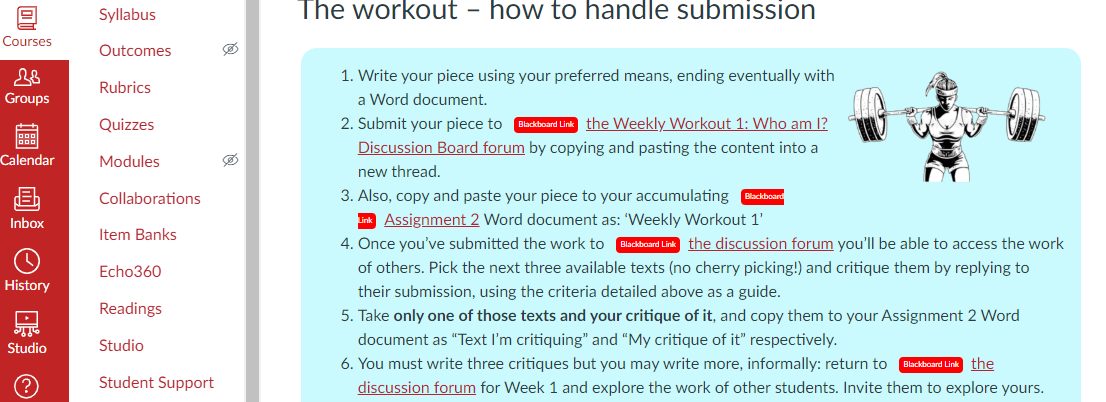 The workout – how to handle submission
Courses
Groups
Calendar
Inbox
History
Studio
Syllabus
Outcomes
Rubrics
Quizzes
Modules
Collaborations
Item Banks
Echo360
Readings
Studio
Student Support
1. Write your piece using your preferred means, ending eventually with
a Word document.
2. Submit your piece to Blackboard Link the Weekly Workout 1: Who am I?
Discussion Board forum by copying and pasting the content into a
new thread.
3. Also, copy and paste your piece to your accumulating Blackboard
Link Assignment 2 Word document as: ‘Weekly Workout 1’
4. Once you’ve submitted the work to Blackboard Link the discussion forum you’ll be able to access the work
of others. Pick the next three available texts (no cherry picking!) and critique them by replying to
their submission, using the criteria detailed above as a guide.
5. Take only one of those texts and your critique of it, and copy them to your Assignment 2 Word
document as “Text I’m critiquing” and “My critique of it” respectively.
6. You must write three critiques but you may write more, informally: return to Blackboard Link the
discussion forum for Week 1 and explore the work of other students. Invite them to explore yours.